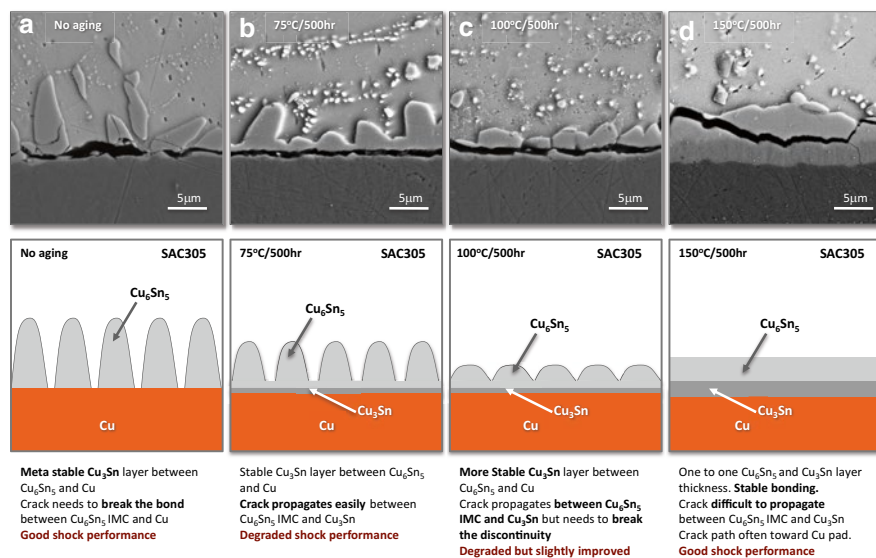 a No aging
b 75°C/500hr
c 100°C/500hr
d 150°C/500hr
5μm
5μm
5μm
5μm
No aging SAC305
Cu₆Sn₅
Cu
75°C/500hr SAC305
Cu₆Sn₅
Cu₃Sn
Cu
100°C/500hr SAC305
Cu₆Sn₅
Cu₃Sn
Cu
150°C/500hr SAC305
Cu₆Sn₅
Cu₃Sn
Cu
Meta stable Cu₃Sn layer between
Cu₆Sn₅ and Cu
Crack needs to break the bond
between Cu₆Sn₅ IMC and Cu
Good shock performance
Stable Cu₃Sn layer between Cu₆Sn₅
and Cu
Crack propagates easily between
Cu₆Sn₅ IMC and Cu₃Sn
Degraded shock performance
More Stable Cu₃Sn layer between
Cu₆Sn₅ and Cu
Crack propagates between Cu₆Sn₅
IMC and Cu₃Sn but needs to break
the discontinuity
Degraded but slightly improved
One to one Cu₆Sn₅ and Cu₃Sn layer
thickness. Stable bonding.
Crack difficult to propagate
between Cu₆Sn₅ IMC and Cu₃Sn
Crack path often toward Cu pad.
Good shock performance